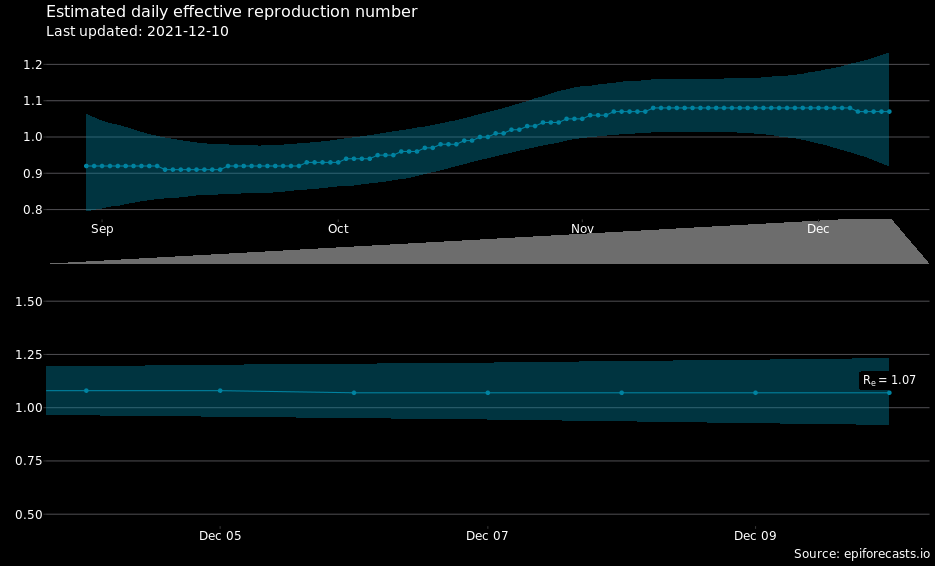 Estimated daily effective reproduction number
Last updated: 2021-12-10
1.2
1.1
1.0
0.9
0.8
Sep Oct Nov Dec
1.50
1.25
Re = 1.07
1.00
0.75
0.50
Dec 05 Dec 07 Dec 09
Source: epiforecasts.io